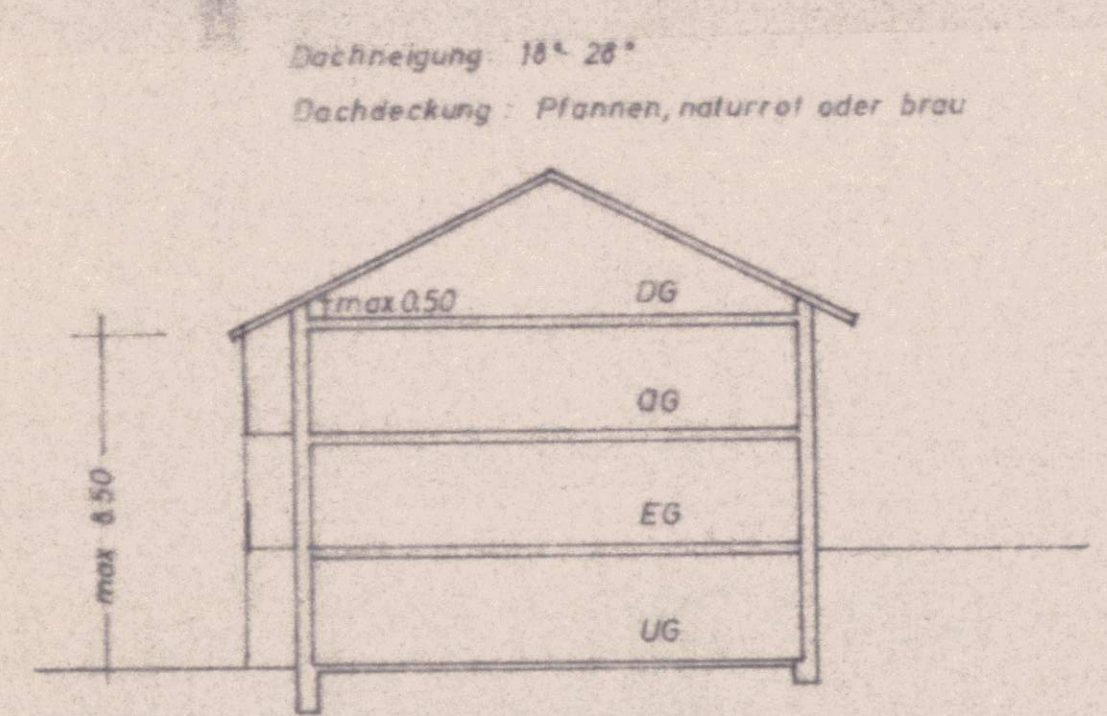 Dachneigung: 18°- 28°
Dachdeckung : Pfannen, naturrot oder brau
max 0.50
DG
OG
EG
UG
max 8.50